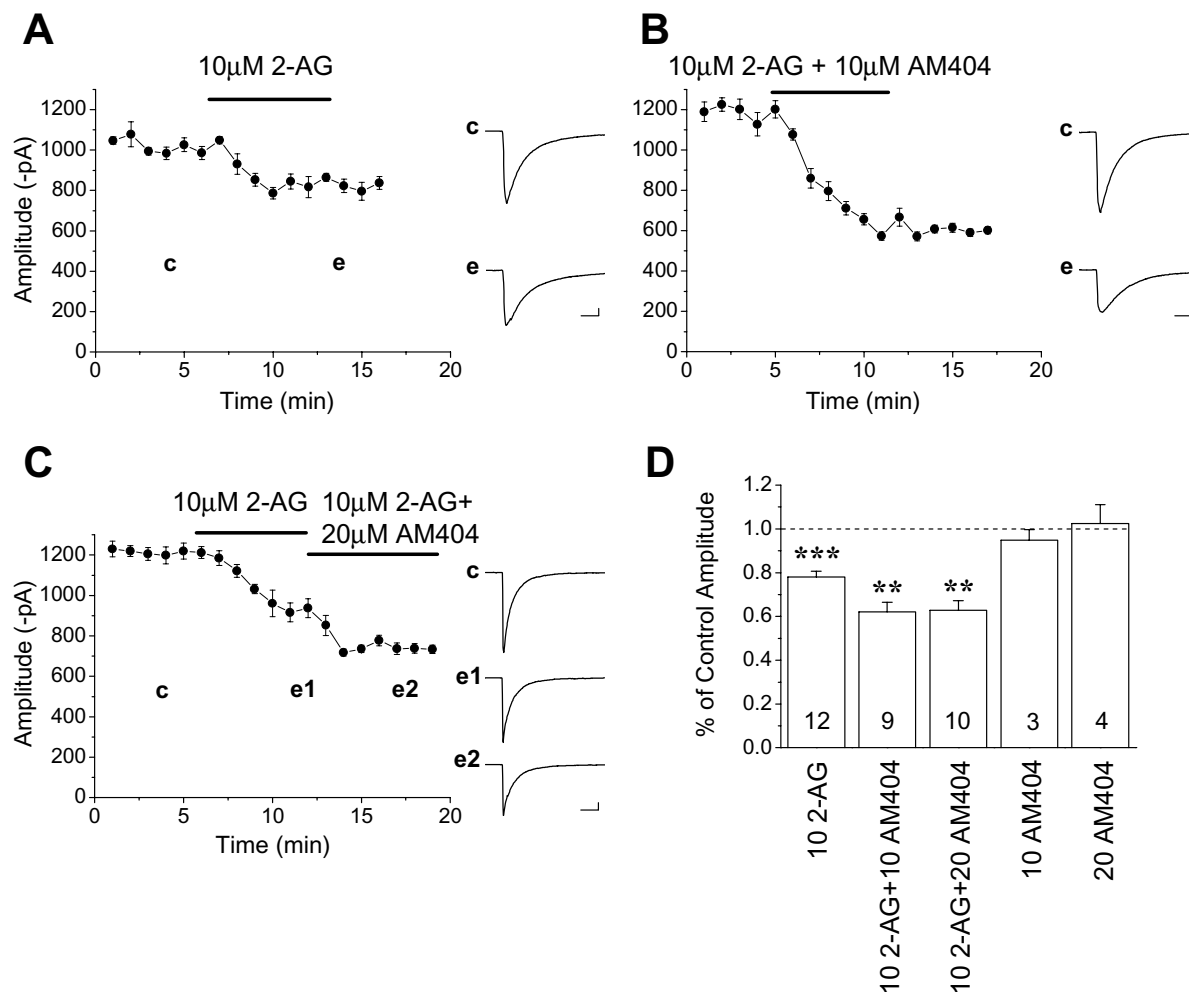 A
10μM 2-AG
1200
1000
800
600
400
200
0
Amplitude (-pA)
c
e
0 5 10 15 20
Time (min)
c
e
B
10μM 2-AG + 10μM AM404
1200
1000
800
600
400
200
0
0 5 10 15 20
Time (min)
c
e
C
10μM 2-AG
10μM 2-AG+
20μM AM404
1200
1000
800
600
400
200
0
Amplitude (-pA)
c
e1
e2
0 5 10 15 20
Time (min)
c
e1
e2
D
% of Control Amplitude
1.2
1.0
0.8
0.6
0.4
0.2
0.0
*** ** **
12 9 10 3 4
10 2-AG
10 2-AG+10 AM404
10 2-AG+20 AM404
10 AM404
20 AM404